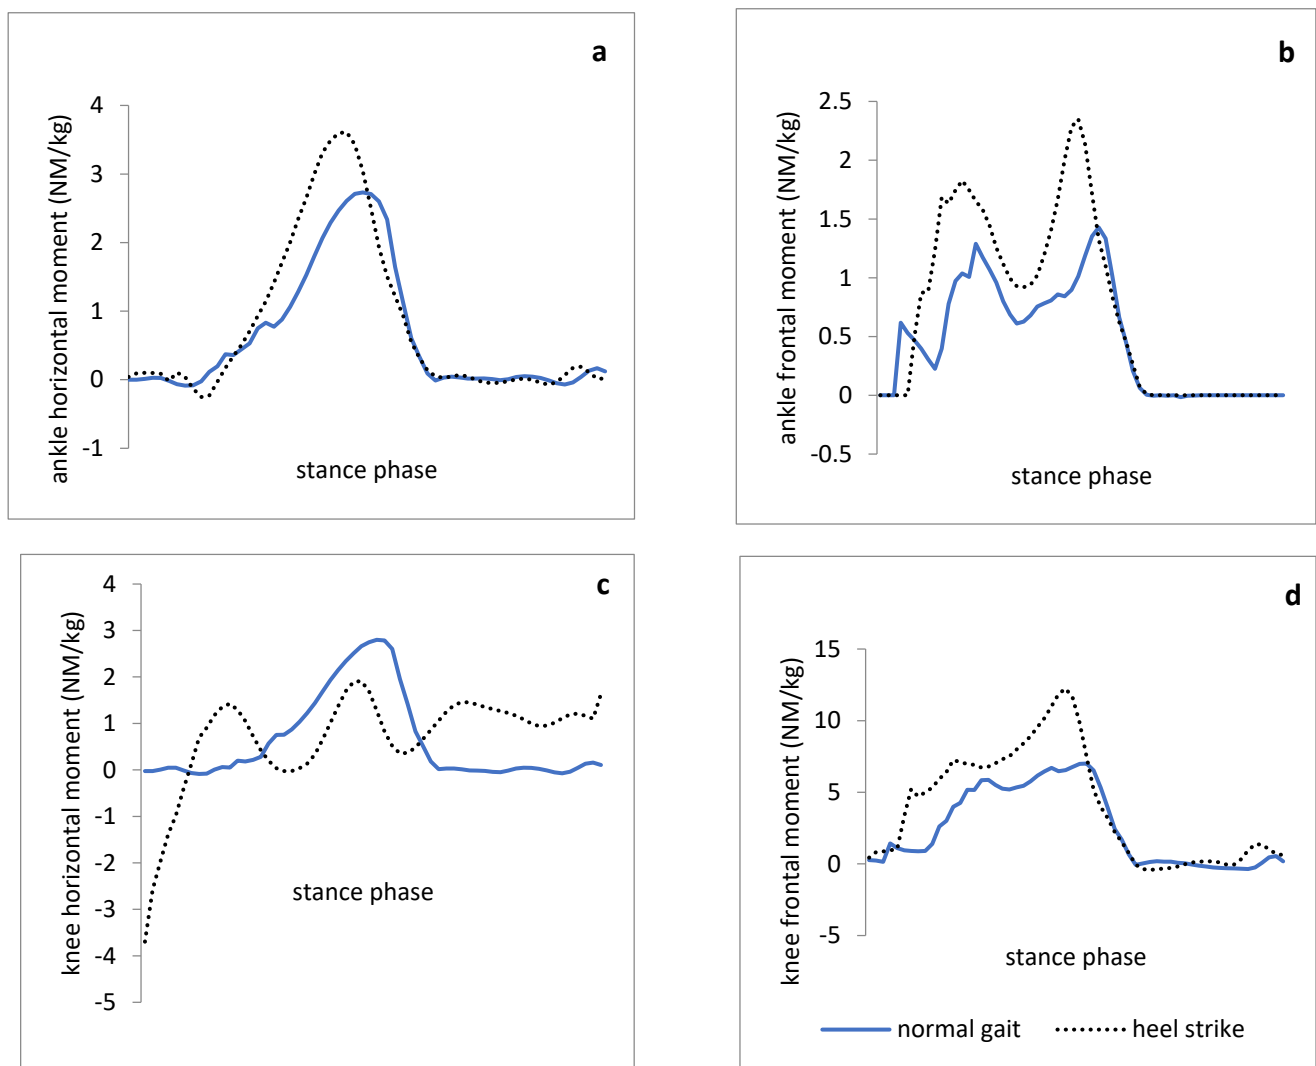 a
ankle horizontal moment (NM/kg)
4
3
2
1
0
-1
stance phase
b
ankle frontal moment (NM/kg)
2.5
2
1.5
1
0.5
0
-0.5
stance phase
c
knee horizontal moment (NM/kg)
4
3
2
1
0
-1
-2
-3
-4
-5
stance phase
d
knee frontal moment (NM/kg)
15
10
5
0
-5
stance phase
normal gait heel strike